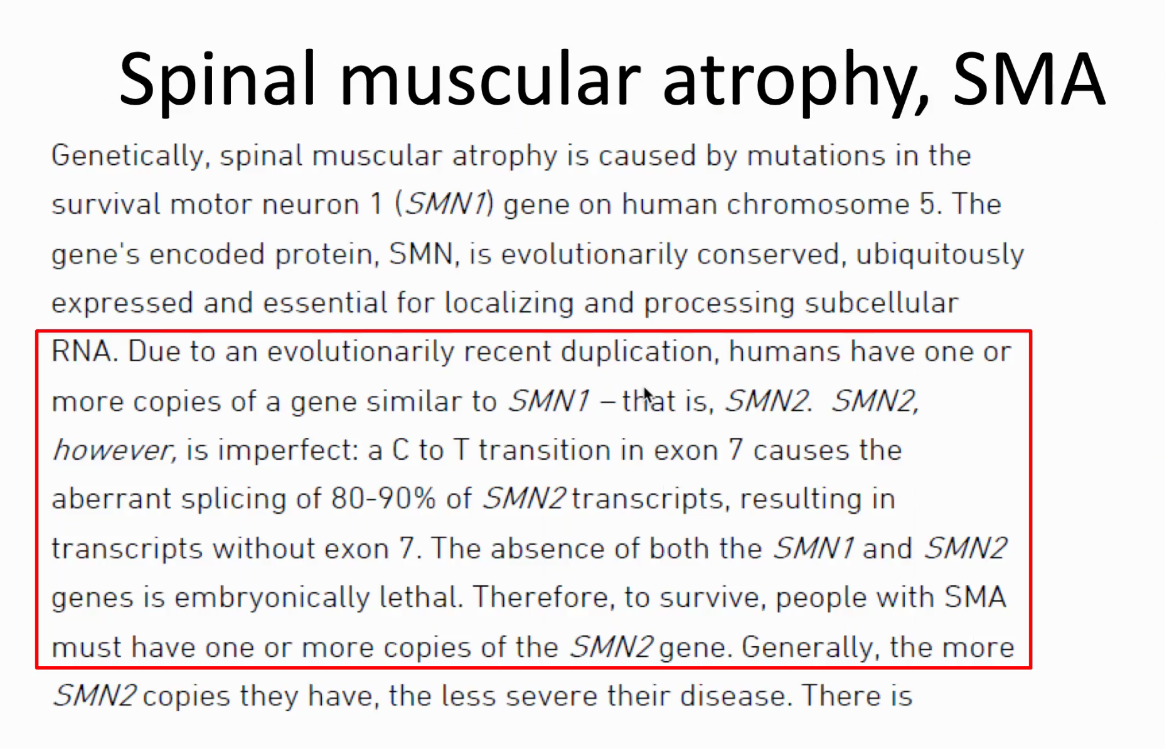 Spinal muscular atrophy, SMA
Genetically, spinal muscular atrophy is caused by mutations in the
survival motor neuron 1 (SMN1) gene on human chromosome 5. The
gene's encoded protein, SMN, is evolutionarily conserved, ubiquitously
expressed and essential for localizing and processing subcellular
RNA. Due to an evolutionarily recent duplication, humans have one or
more copies of a gene similar to SMN1 – that is, SMN2. SMN2,
however, is imperfect: a C to T transition in exon 7 causes the
aberrant splicing of 80-90% of SMN2 transcripts, resulting in
transcripts without exon 7. The absence of both the SMN1 and SMN2
genes is embryonically lethal. Therefore, to survive, people with SMA
must have one or more copies of the SMN2 gene. Generally, the more
SMN2 copies they have, the less severe their disease. There is